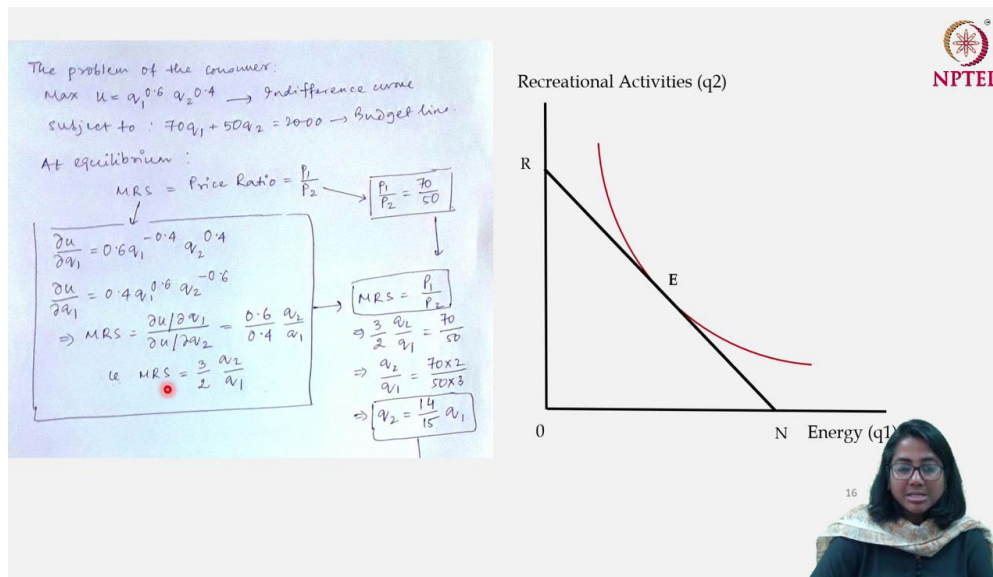 The problem of the consumer:
Max u = q₁^0.6 q₂^0.4 → Indifference curve
subject to : 70q₁ + 50q₂ = 2000 → Budget line.
At equilibrium :
MRS = Price Ratio = P₁/P₂
P₁/P₂ = 70/50
∂u/∂q₁ = 0.6q₁^-0.4 q₂^0.4
∂u/∂q₁ = 0.4q₁^0.6 q₂^-0.6
⇒ MRS = ∂u/∂q₁ / ∂u/∂q₂ = 0.6/0.4 q₂/q₁
ie MRS = 3/2 q₂/q₁
MRS = P₁/P₂
⇒ 3/2 q₂/q₁ = 70/50
⇒ q₂/q₁ = 70×2/50×3
⇒ q₂ = 14/15 q₁
Recreational Activities (q2)
R
E
0
N
Energy (q1)
16
NPTEL